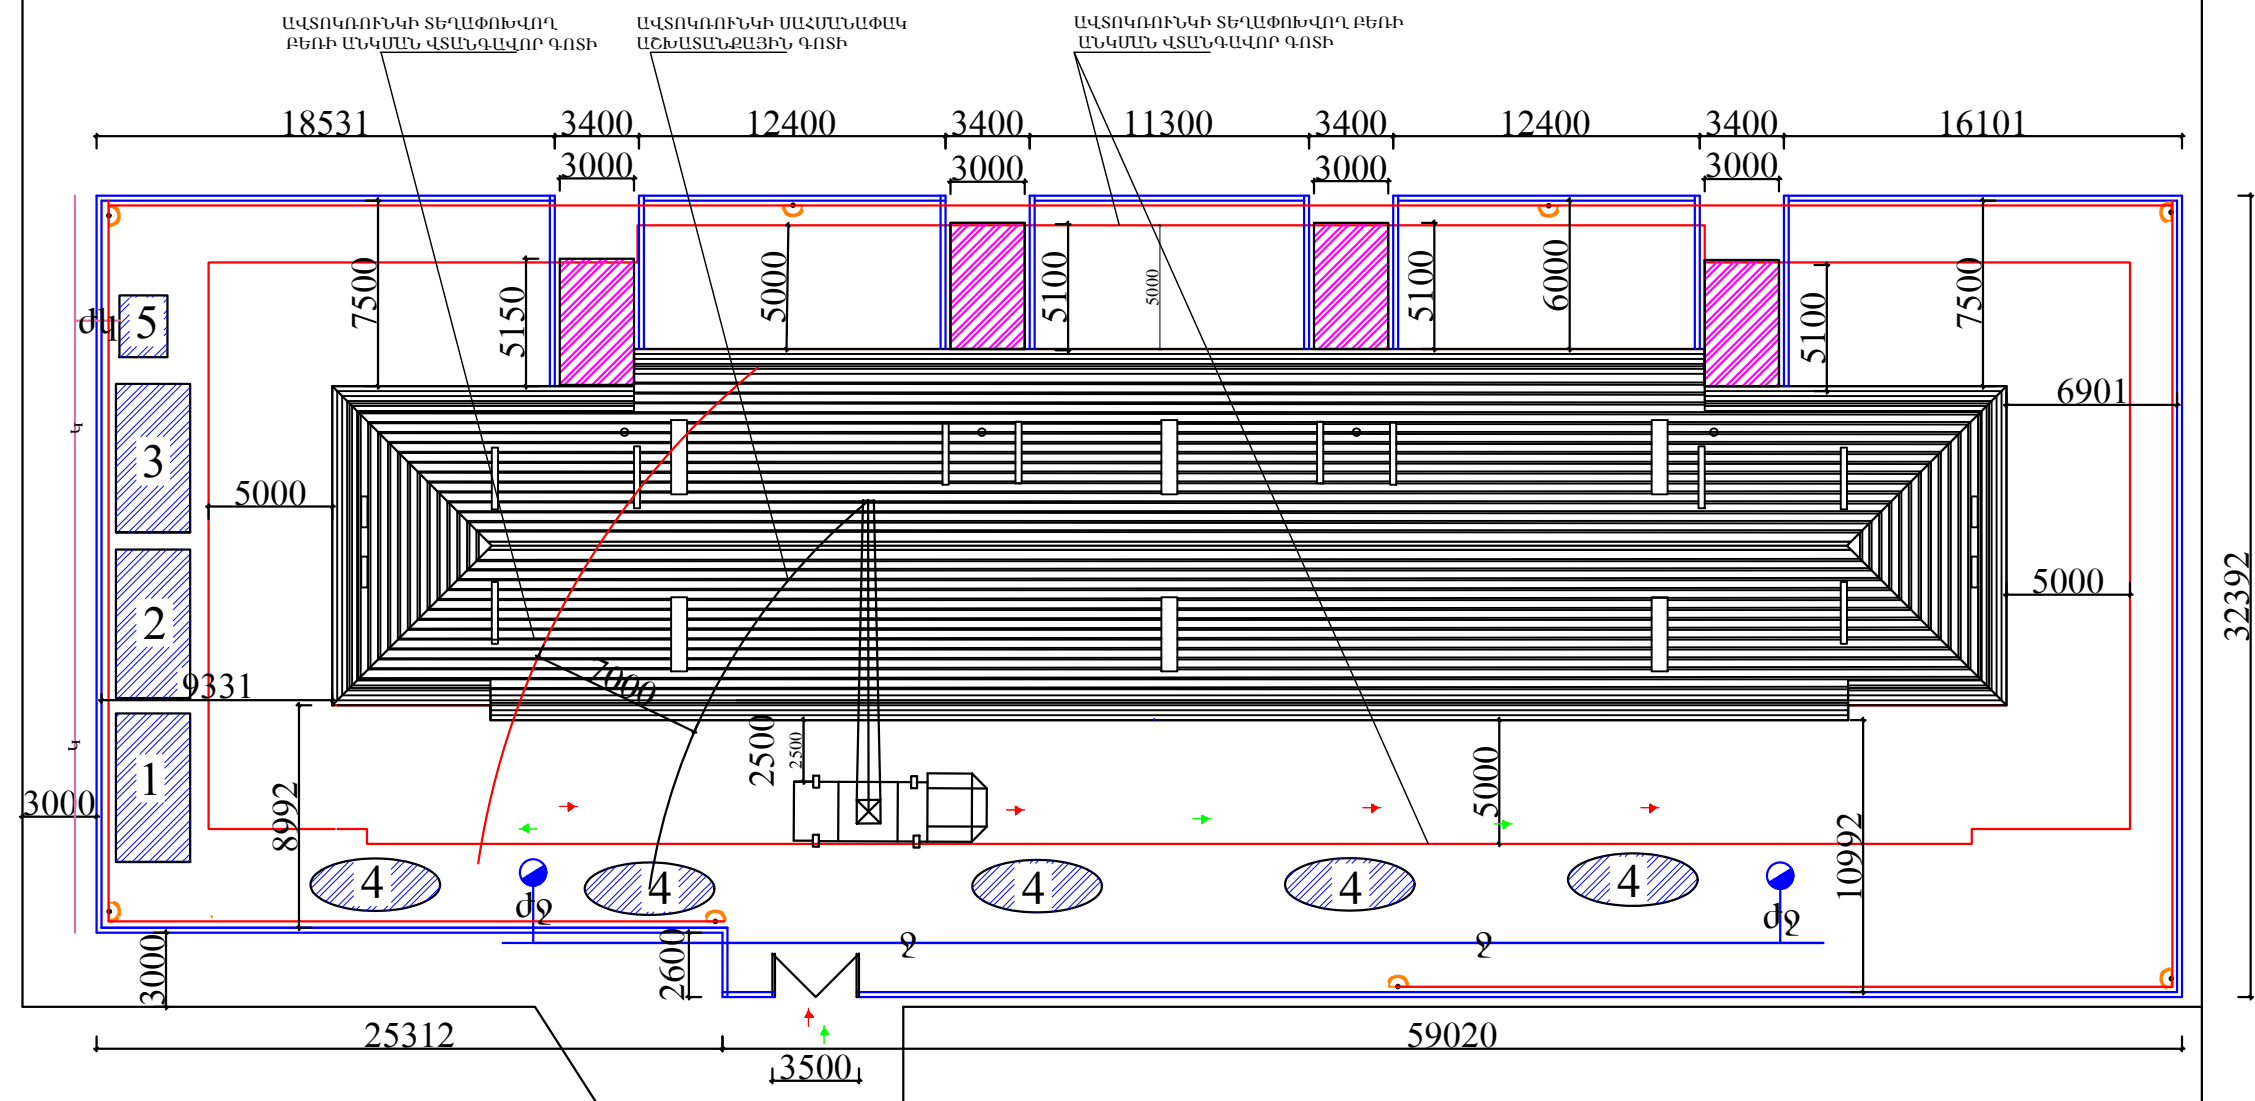 ԱՎՏՈԿՌՈՒՆԿԻ ՏԵՂԱՓՈԽՎՈՂ
ԲԵՌԻ ԱՆԿՄԱՆ ՎՏԱՆԳԱՎՈՐ ԳՈՏԻ
ԱՎՏՈԿՌՈՒՆԿԻ ՍԱՀՄԱՆԱՓԱԿ
ԱՇԽԱՏԱՆՔԱՅԻՆ ԳՈՏԻ
ԱՎՏՈԿՌՈՒՆԿԻ ՏԵՂԱՓՈԽՎՈՂ ԲԵՌԻ
ԱՆԿՄԱՆ ՎՏԱՆԳԱՎՈՐ ԳՈՏԻ
18531 3400 12400 3400 11300 3400 12400 3400 16101
3000 3000 3000 3000
7500 5150 5000 5100 5000 5100 6000 5100 7500
ԺԿ 5
6901
Կ
3
5000
5000
32392
2
9331
7000
2500 2500
5000
Կ
1
3000
8992
10992
4 4 4 4 4
ԺՋ ԺՋ
Ջ Ջ
3000 2600
25312 59020
3500